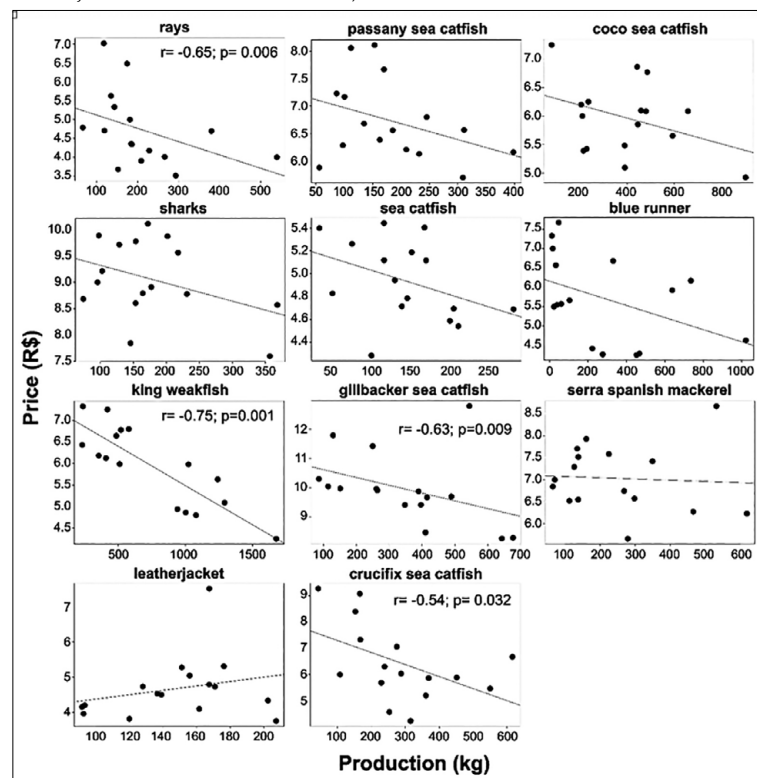 rays
passany sea catfish
coco sea catfish
r= -0.65; p= 0.006
7.0
6.5
6.0
5.5
5.0
4.5
4.0
3.5
100 200 300 400 500
8.0
7.5
7.0
6.5
6.0
50 100 150 200 250 300 350 400
7.0
6.5
6.0
5.5
5.0
200 400 600 800
sharks
sea catfish
blue runner
10.0
9.5
9.0
8.5
8.0
7.5
100 150 200 250 300 350
5.4
5.2
5.0
4.8
4.6
4.4
50 100 150 200 250
7.5
7.0
6.5
6.0
5.5
5.0
4.5
0 200 400 600 800 1000
Price (R$)
king weakfish
gillbacker sea catfish
serra spanish mackerel
r= -0.75; p=0.001
7.0
6.5
6.0
5.5
5.0
4.5
500 1000 1500
r= -0.63; p=0.009
12
11
10
9
100 200 300 400 500 600 700
8.5
8.0
7.5
7.0
6.5
6.0
100 200 300 400 500 600
leatherjacket
crucifix sea catfish
7
6
5
4
100 120 140 160 180 200
r= -0.54; p= 0.032
9
8
7
6
5
100 200 300 400 500 600
Production (kg)